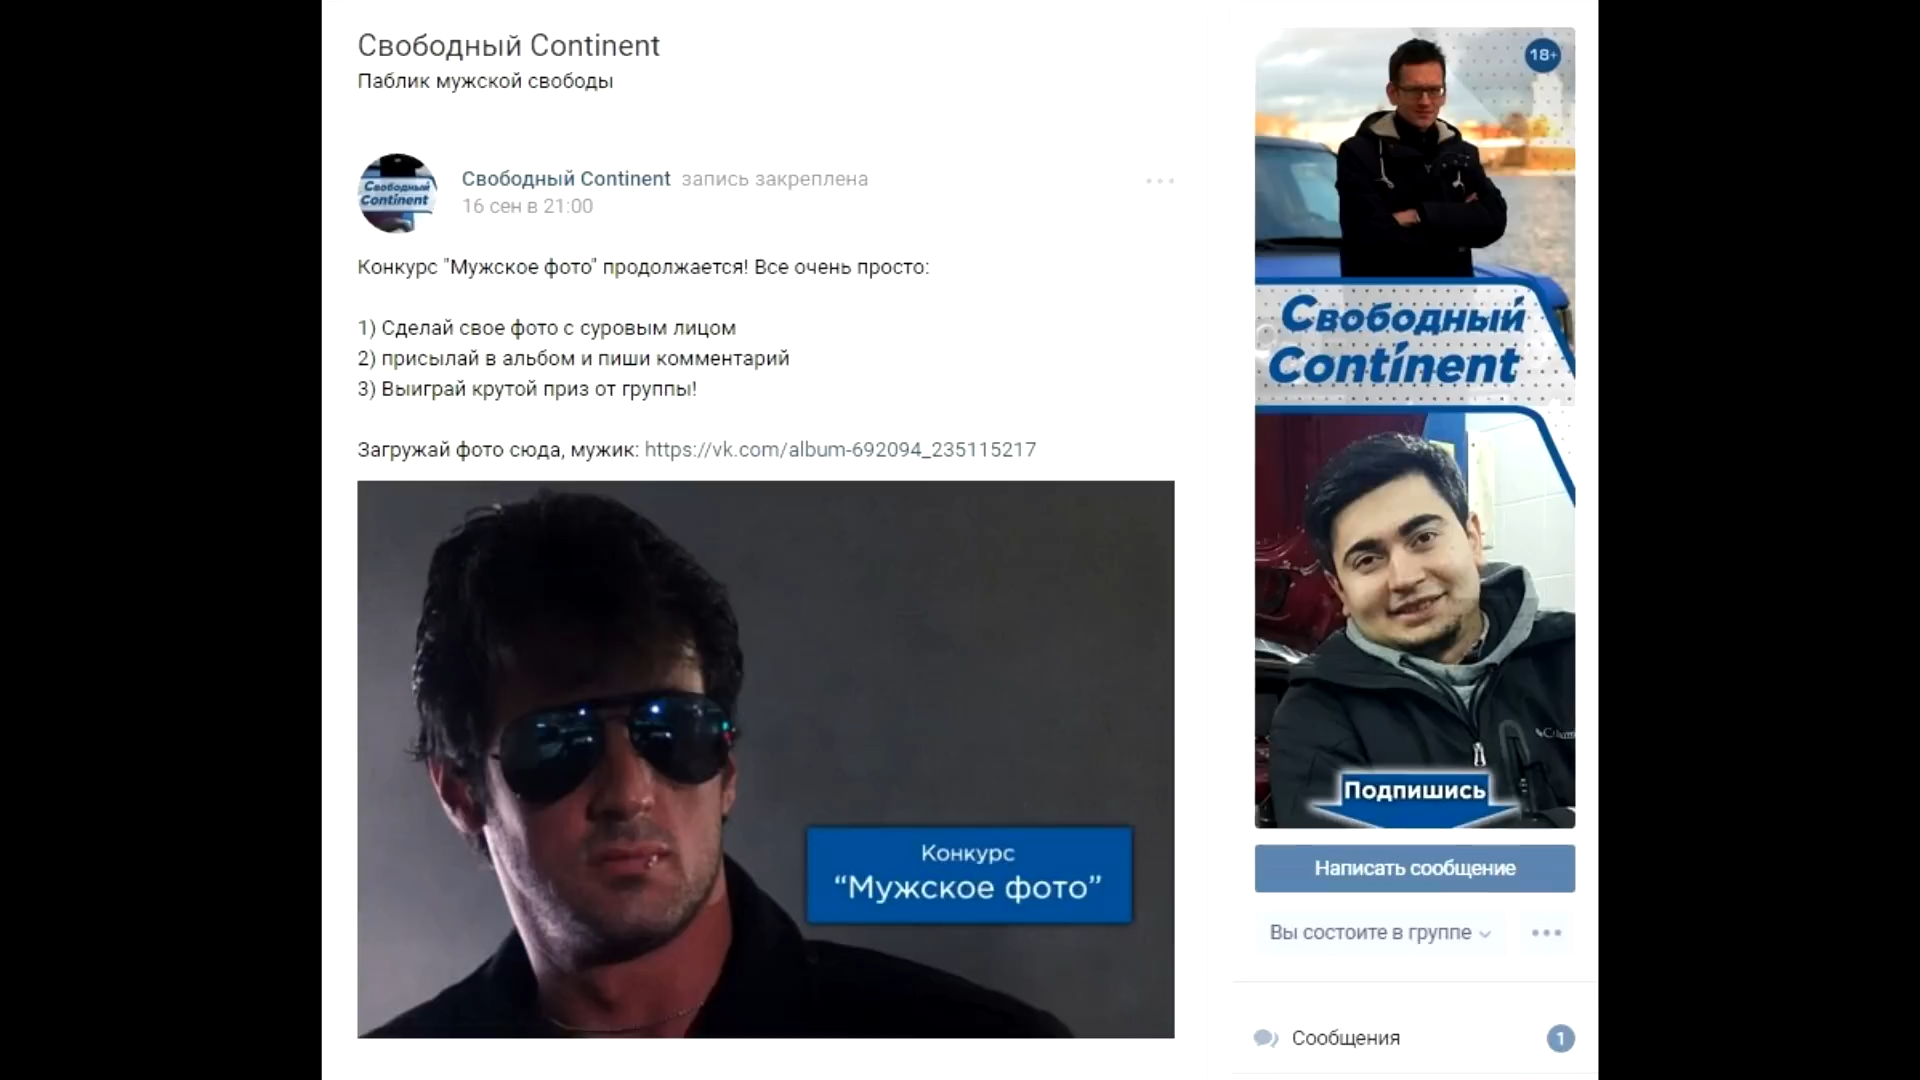 Свободный Continent
Паблик мужской свободы
Свободный Continent
Свободный Continent запись закреплена
16 сен в 21:00
Конкурс "Мужское фото" продолжается! Все очень просто:
1) Сделай свое фото с суровым лицом
2) присылай в альбом и пиши комментарий
3) Выиграй крутой приз от группы!
Загружай фото сюда, мужик: https://vk.com/album-692094_235115217
Конкурс
“Мужское фото”
18+
Свободный
Continent
Columbia
Подпишись
Написать сообщение
Вы состоите в группе
Сообщения
1